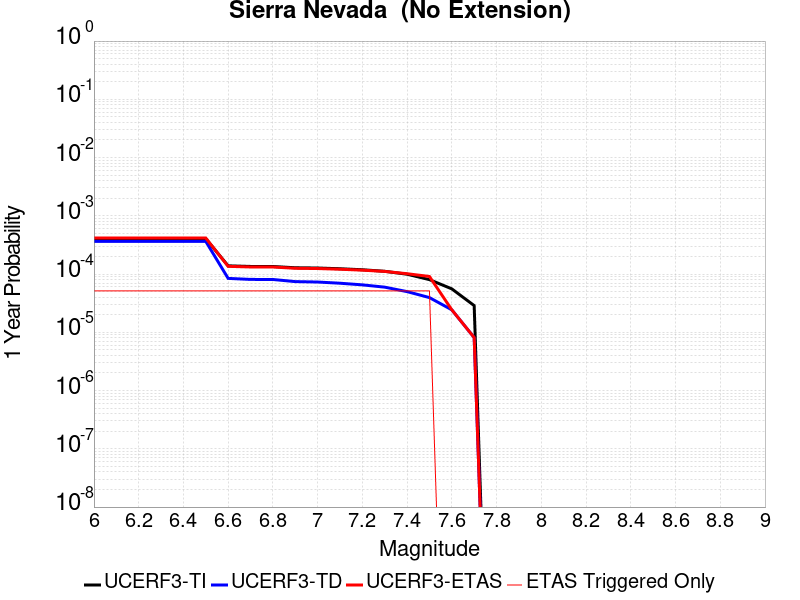 Sierra Nevada  (No Extension)
10^0
10^-1
10^-2
10^-3
10^-4
10^-5
10^-6
10^-7
10^-8
1 Year Probability
6 6.2 6.4 6.6 6.8 7 7.2 7.4 7.6 7.8 8 8.2 8.4 8.6 8.8 9
Magnitude
UCERF3-TI UCERF3-TD UCERF3-ETAS ETAS Triggered Only